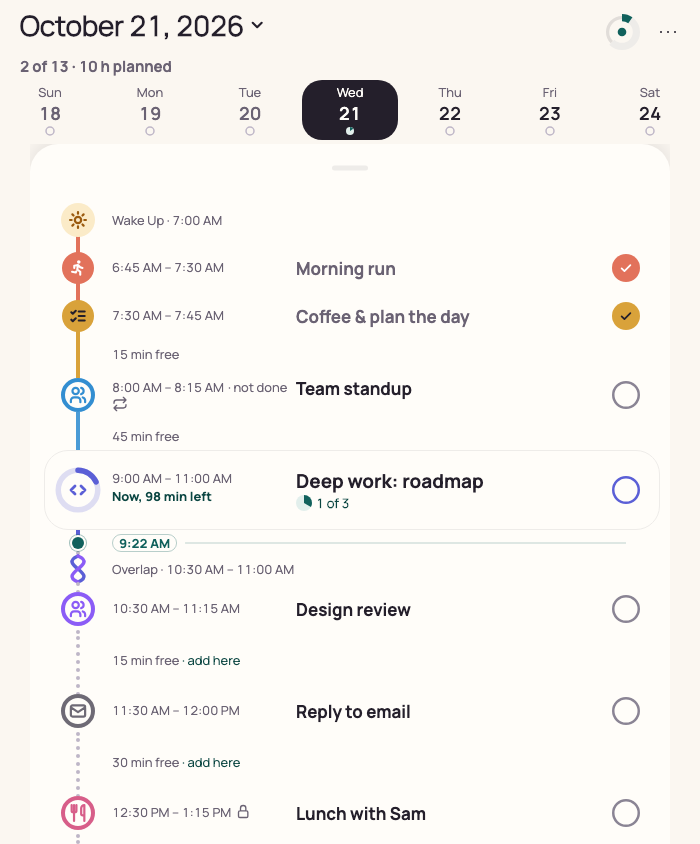 October 21, 2026
2 of 13 · 10 h planned
Sun Mon Tue Wed Thu Fri Sat
18 19 20 21 22 23 24
Wake Up · 7:00 AM
6:45 AM – 7:30 AM Morning run
7:30 AM – 7:45 AM Coffee & plan the day
15 min free
8:00 AM – 8:15 AM · not done Team standup
45 min free
9:00 AM – 11:00 AM Deep work: roadmap
Now, 98 min left 1 of 3
9:22 AM
Overlap · 10:30 AM – 11:00 AM
10:30 AM – 11:15 AM Design review
15 min free · add here
11:30 AM – 12:00 PM Reply to email
30 min free · add here
12:30 PM – 1:15 PM Lunch with Sam